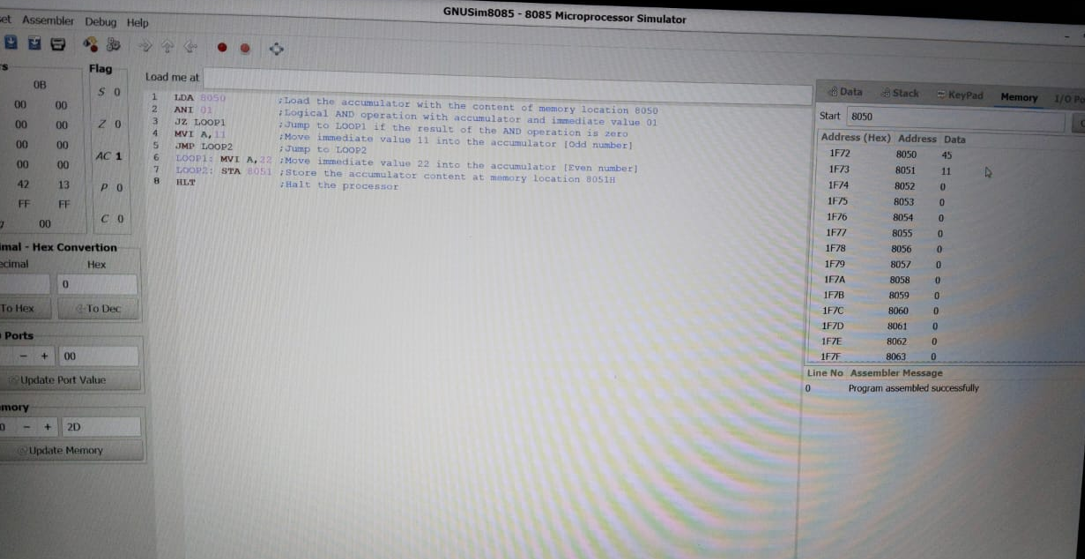 GNUSim8085 - 8085 Microprocessor Simulator
Assembler Debug Help
Load me at
Flag
0B
S 0
00 00
00 00
Z 0
00 00
AC 1
00 00
42 13
P 0
FF FF
C 0
00
Hex
0
To Hex To Dec
Ports
− + 00
Update Port Value
− + 2D
Update Memory
1 LDA 8050 ;Load the accumulator with the content of memory location 8050
2 ANI 01 ;Logical AND operation with accumulator and immediate value 01
3 JZ LOOP1 ;Jump to LOOP1 if the result of the AND operation is zero
4 MVI A,11 ;Move immediate value 11 into the accumulator [Odd number]
5 JMP LOOP2 ;Jump to LOOP2
6 LOOP1: MVI A,22 ;Move immediate value 22 into the accumulator [Even number]
7 LOOP2: STA 8051 ;Store the accumulator content at memory location 8051H
8 HLT ;Halt the processor
Data Stack KeyPad Memory
Start 8050
Address (Hex) Address Data
1F72 8050 45
1F73 8051 11
1F74 8052 0
1F75 8053 0
1F76 8054 0
1F77 8055 0
1F78 8056 0
1F79 8057 0
1F7A 8058 0
1F7B 8059 0
1F7C 8060 0
1F7D 8061 0
1F7E 8062 0
1F7F 8063 0
Line No Assembler Message
0 Program assembled successfully